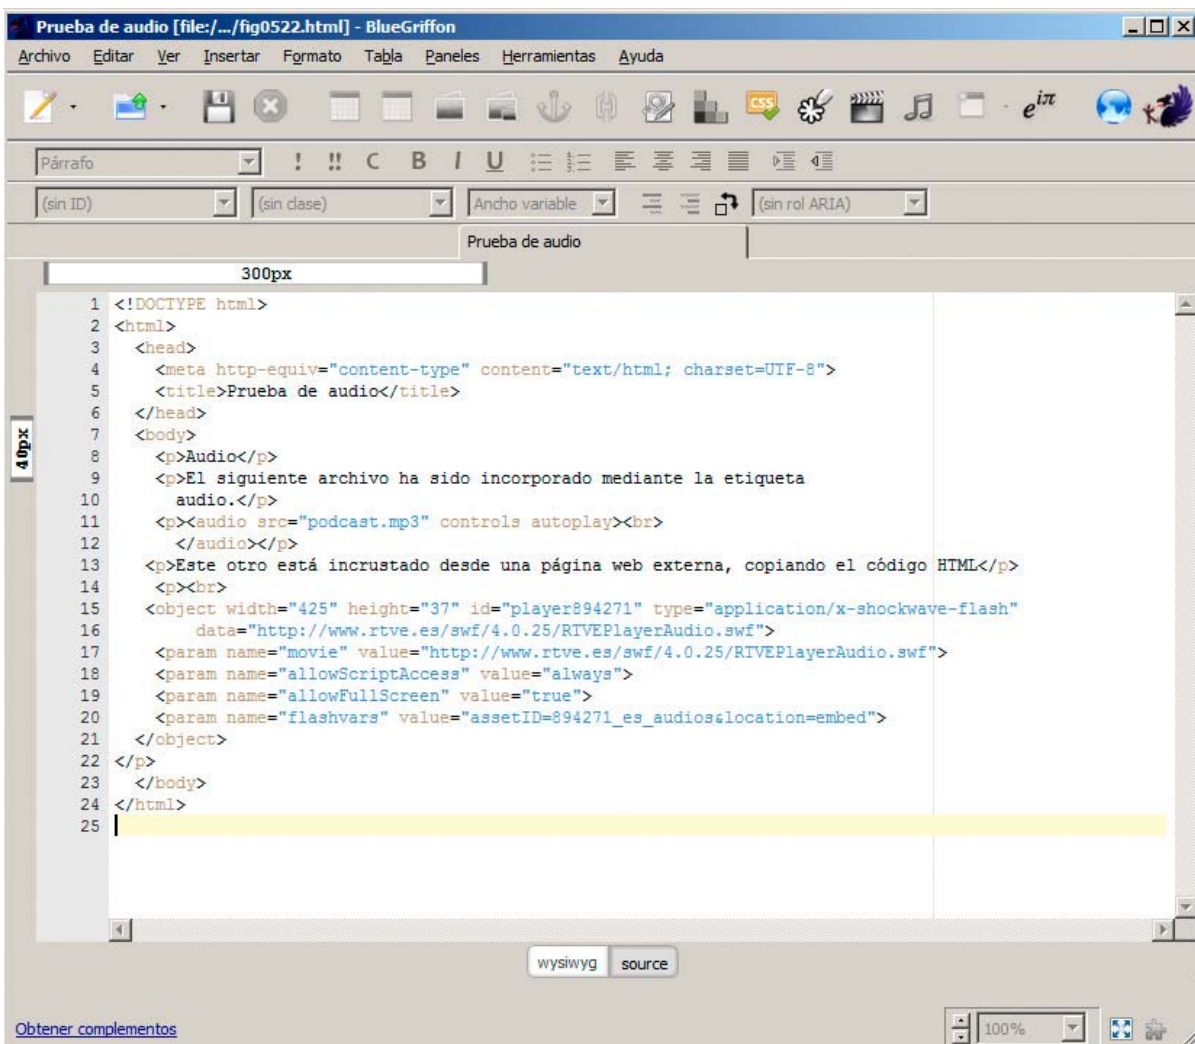 Prueba de audio [file:/.../fig0522.html] - BlueGriffon
Archivo Editar Ver Insertar Formato Tabla Paneles Herramientas Ayuda
CSS eiπ
Párrafo ! !! C B I U
(sin ID) (sin clase) Ancho variable (sin rol ARIA)
Prueba de audio
300px
40px
1 <!DOCTYPE html>
2 <html>
3 <head>
4 <meta http-equiv="content-type" content="text/html; charset=UTF-8">
5 <title>Prueba de audio</title>
6 </head>
7 <body>
8 <p>Audio</p>
9 <p>El siguiente archivo ha sido incorporado mediante la etiqueta
10 audio.</p>
11 <p><audio src="podcast.mp3" controls autoplay><br>
12 </audio></p>
13 <p>Este otro está incrustado desde una página web externa, copiando el código HTML</p>
14 <p><br>
15 <object width="425" height="37" id="player894271" type="application/x-shockwave-flash"
16 data="http://www.rtve.es/swf/4.0.25/RTVEPlayerAudio.swf">
17 <param name="movie" value="http://www.rtve.es/swf/4.0.25/RTVEPlayerAudio.swf">
18 <param name="allowScriptAccess" value="always">
19 <param name="allowFullScreen" value="true">
20 <param name="flashvars" value="assetID=894271_es_audios&location=embed">
21 </object>
22 </p>
23 </body>
24 </html>
25
wysiwyg source
Obtener complementos 100%